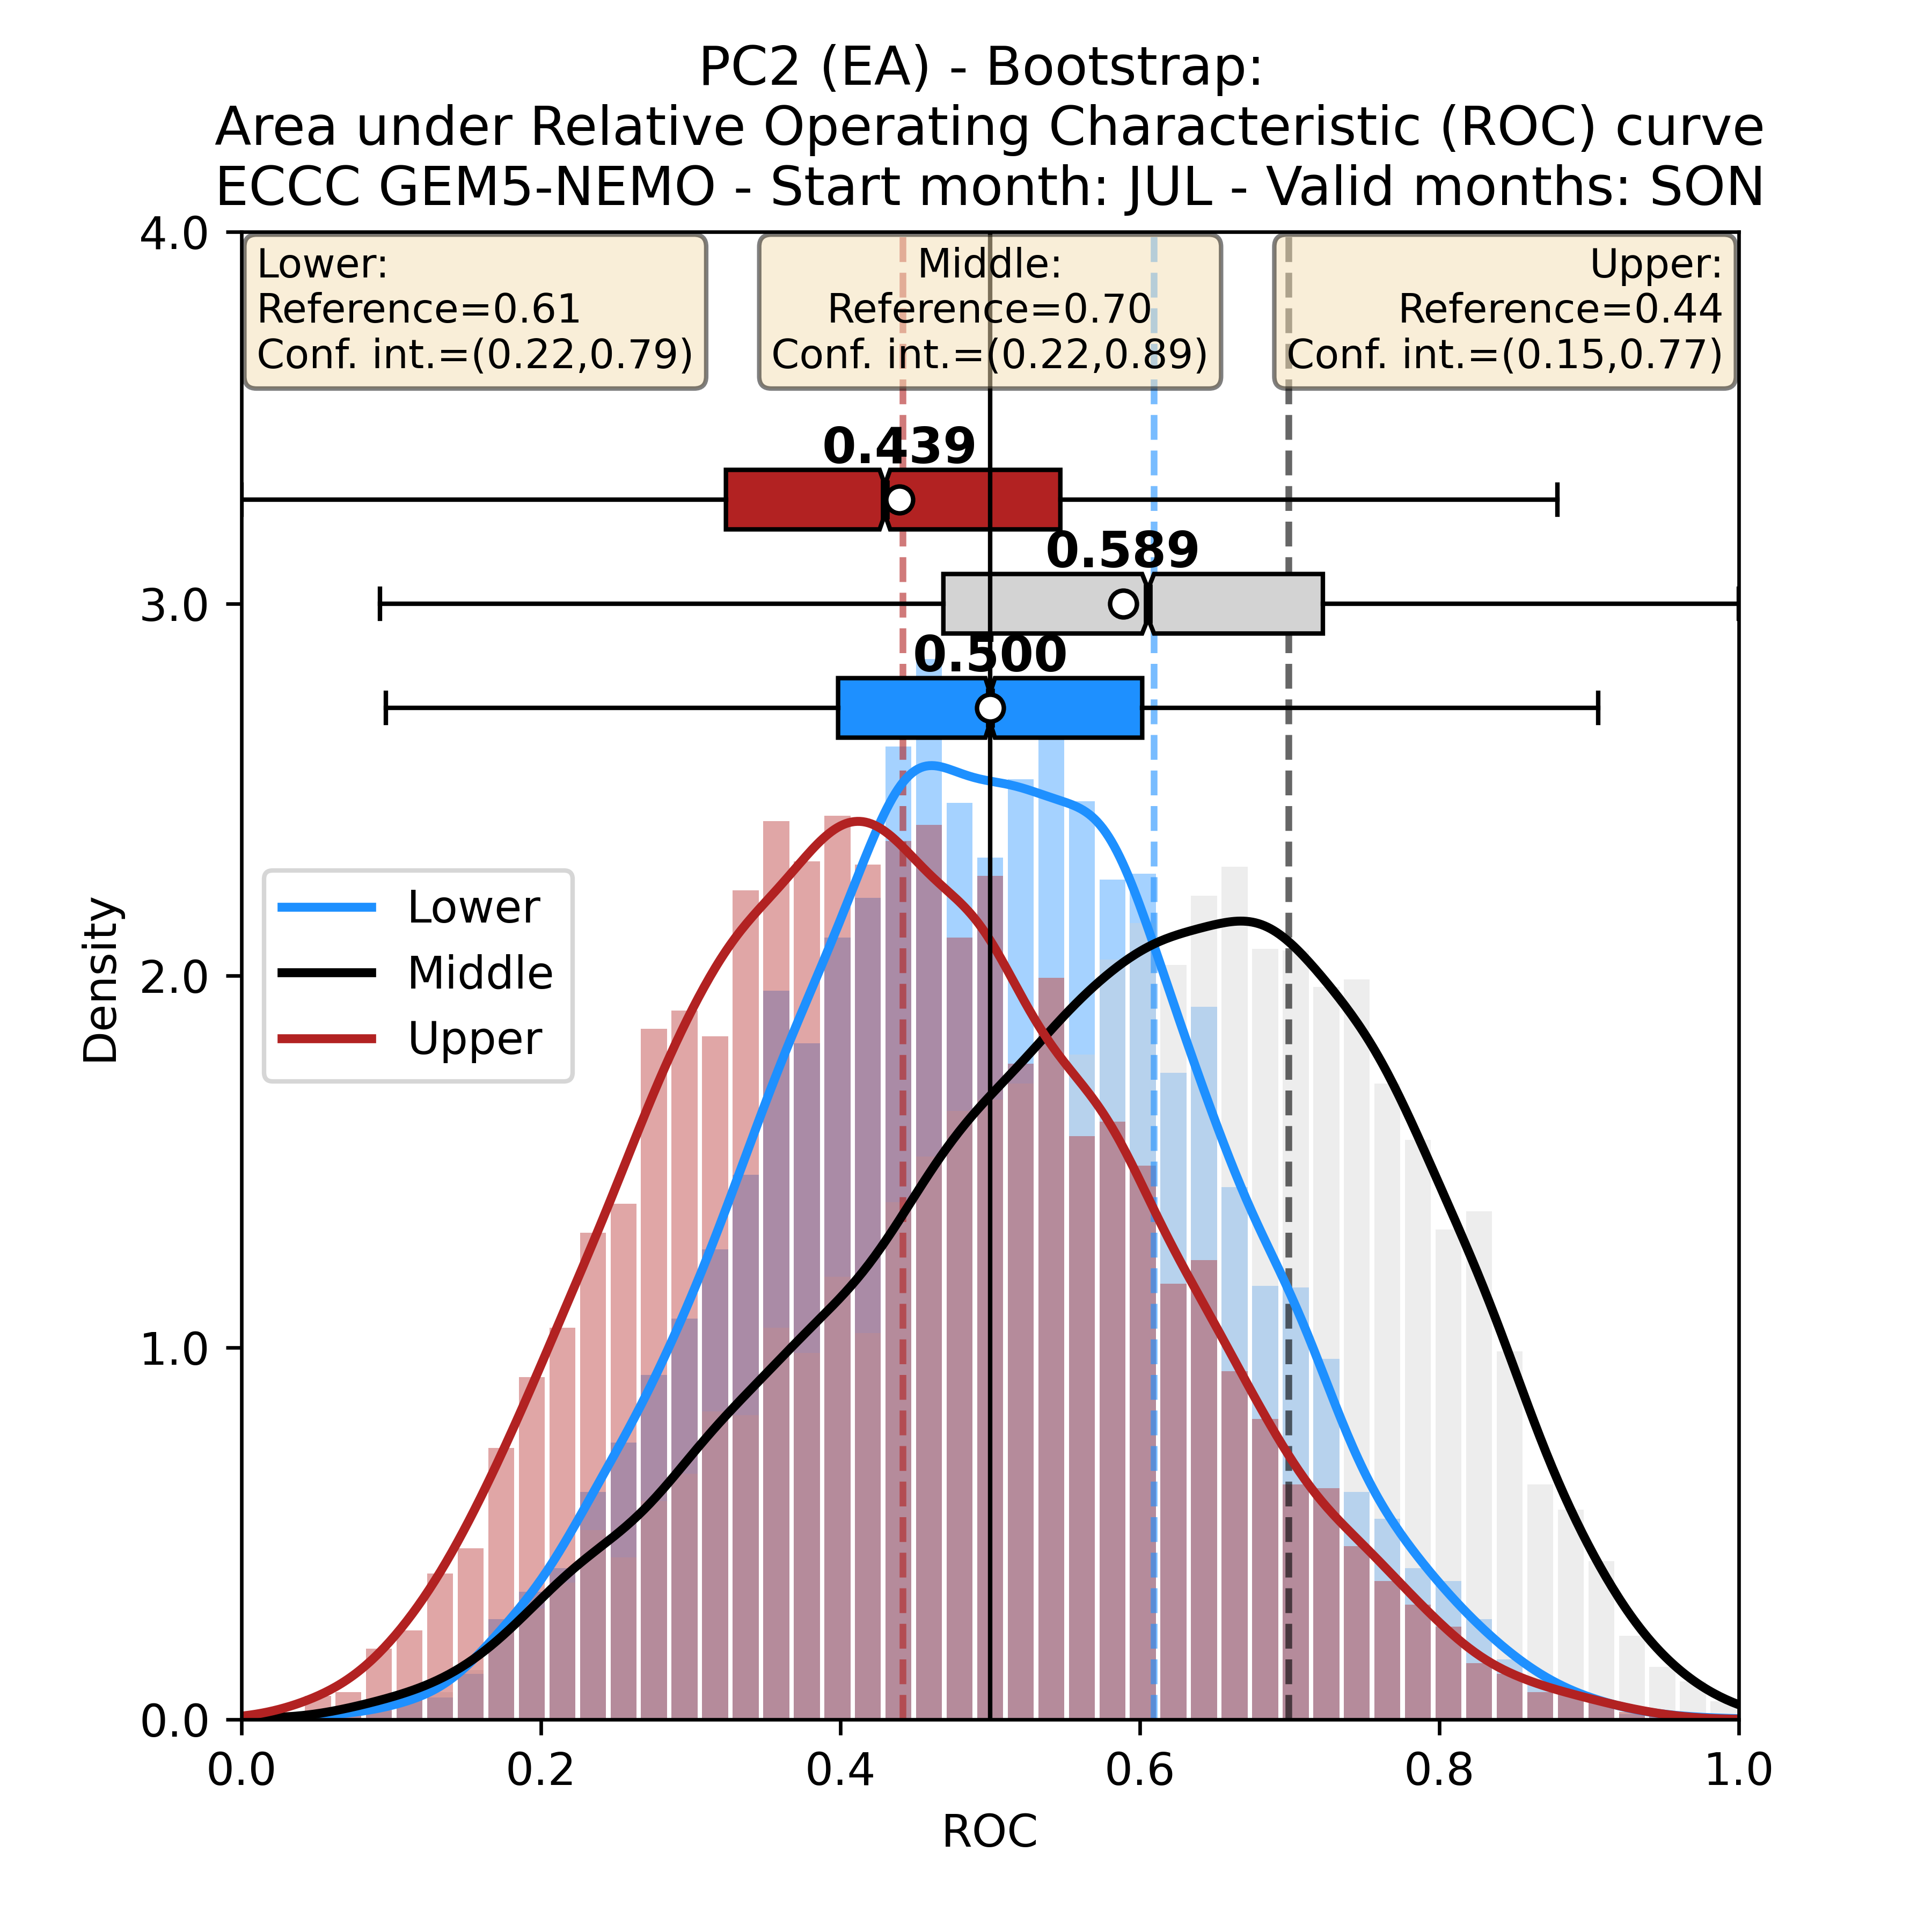 PC2 (EA) - Bootstrap:
Area under Relative Operating Characteristic (ROC) curve
ECCC GEM5-NEMO - Start month: JUL - Valid months: SON
Lower:
Reference=0.61
Conf. int.=(0.22,0.79)
Middle:
Reference=0.70
Conf. int.=(0.22,0.89)
Upper:
Reference=0.44
Conf. int.=(0.15,0.77)
0.439
0.589
0.500
Lower
Middle
Upper
Density
4.0
3.0
2.0
1.0
0.0
0.0
0.2
0.4
0.6
0.8
1.0
ROC